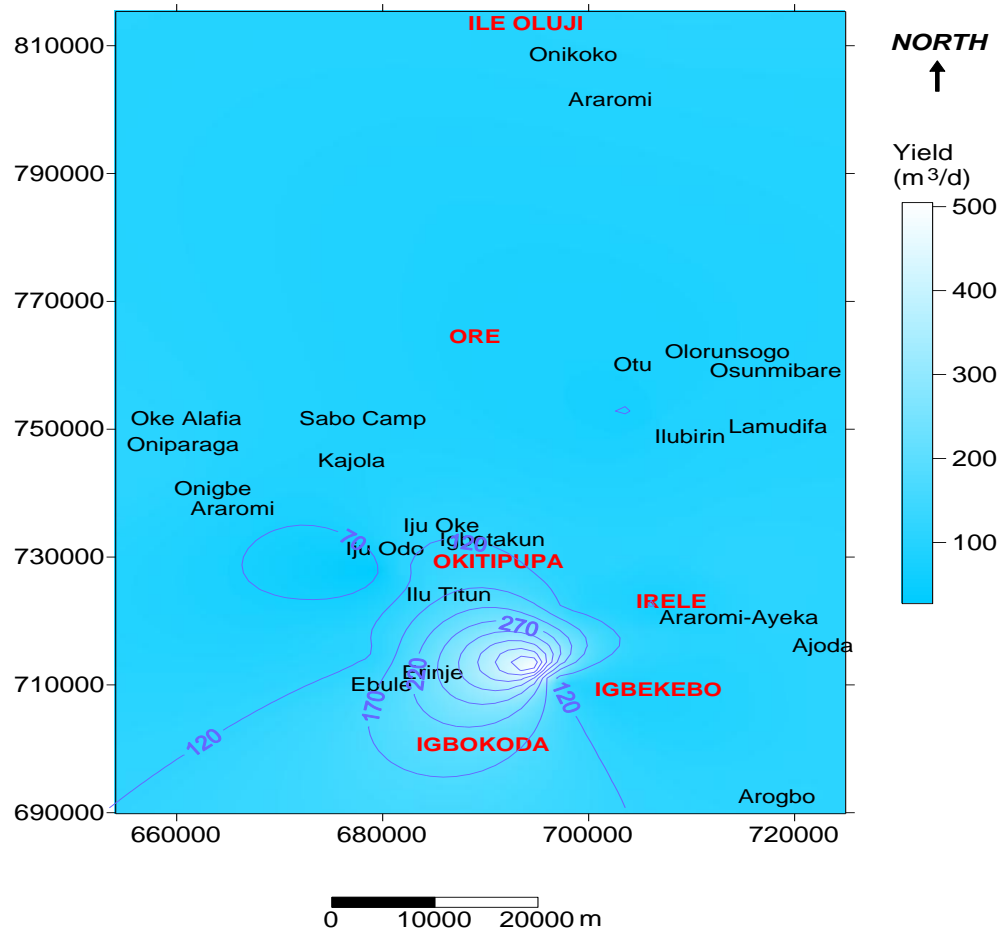 ILE OLUJI
810000
Onikoko
NORTH
Araromi
Yield
(m³/d)
790000
500
400
770000
ORE
Otu
Olorunsogo
Osunmibare
300
Oke Alafia
Sabo Camp
750000
Oniparaga
Ilubirin
Lamudifa
200
Kajola
Onigbe
Araromi
100
Iju Oke
70
Iju Odo
120
Igbotakun
730000
OKITIPUPA
Ilu Titun
IRELE
Araromi-Ayeka
270
Ajoda
Erinje
220
710000
Ebule
170
IGBEKEBO
120
120
IGBOKODA
Arogbo
690000
660000
680000
700000
720000
0
10000
20000 m